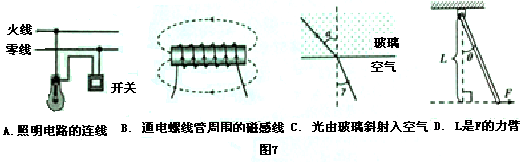 火线
零线
开关
玻璃
空气
α
γ
L
θ
F
A.照明电路的连线 B. 通电螺线管周围的磁感线 C. 光由玻璃斜射入空气 D. L是F的力臂
图7